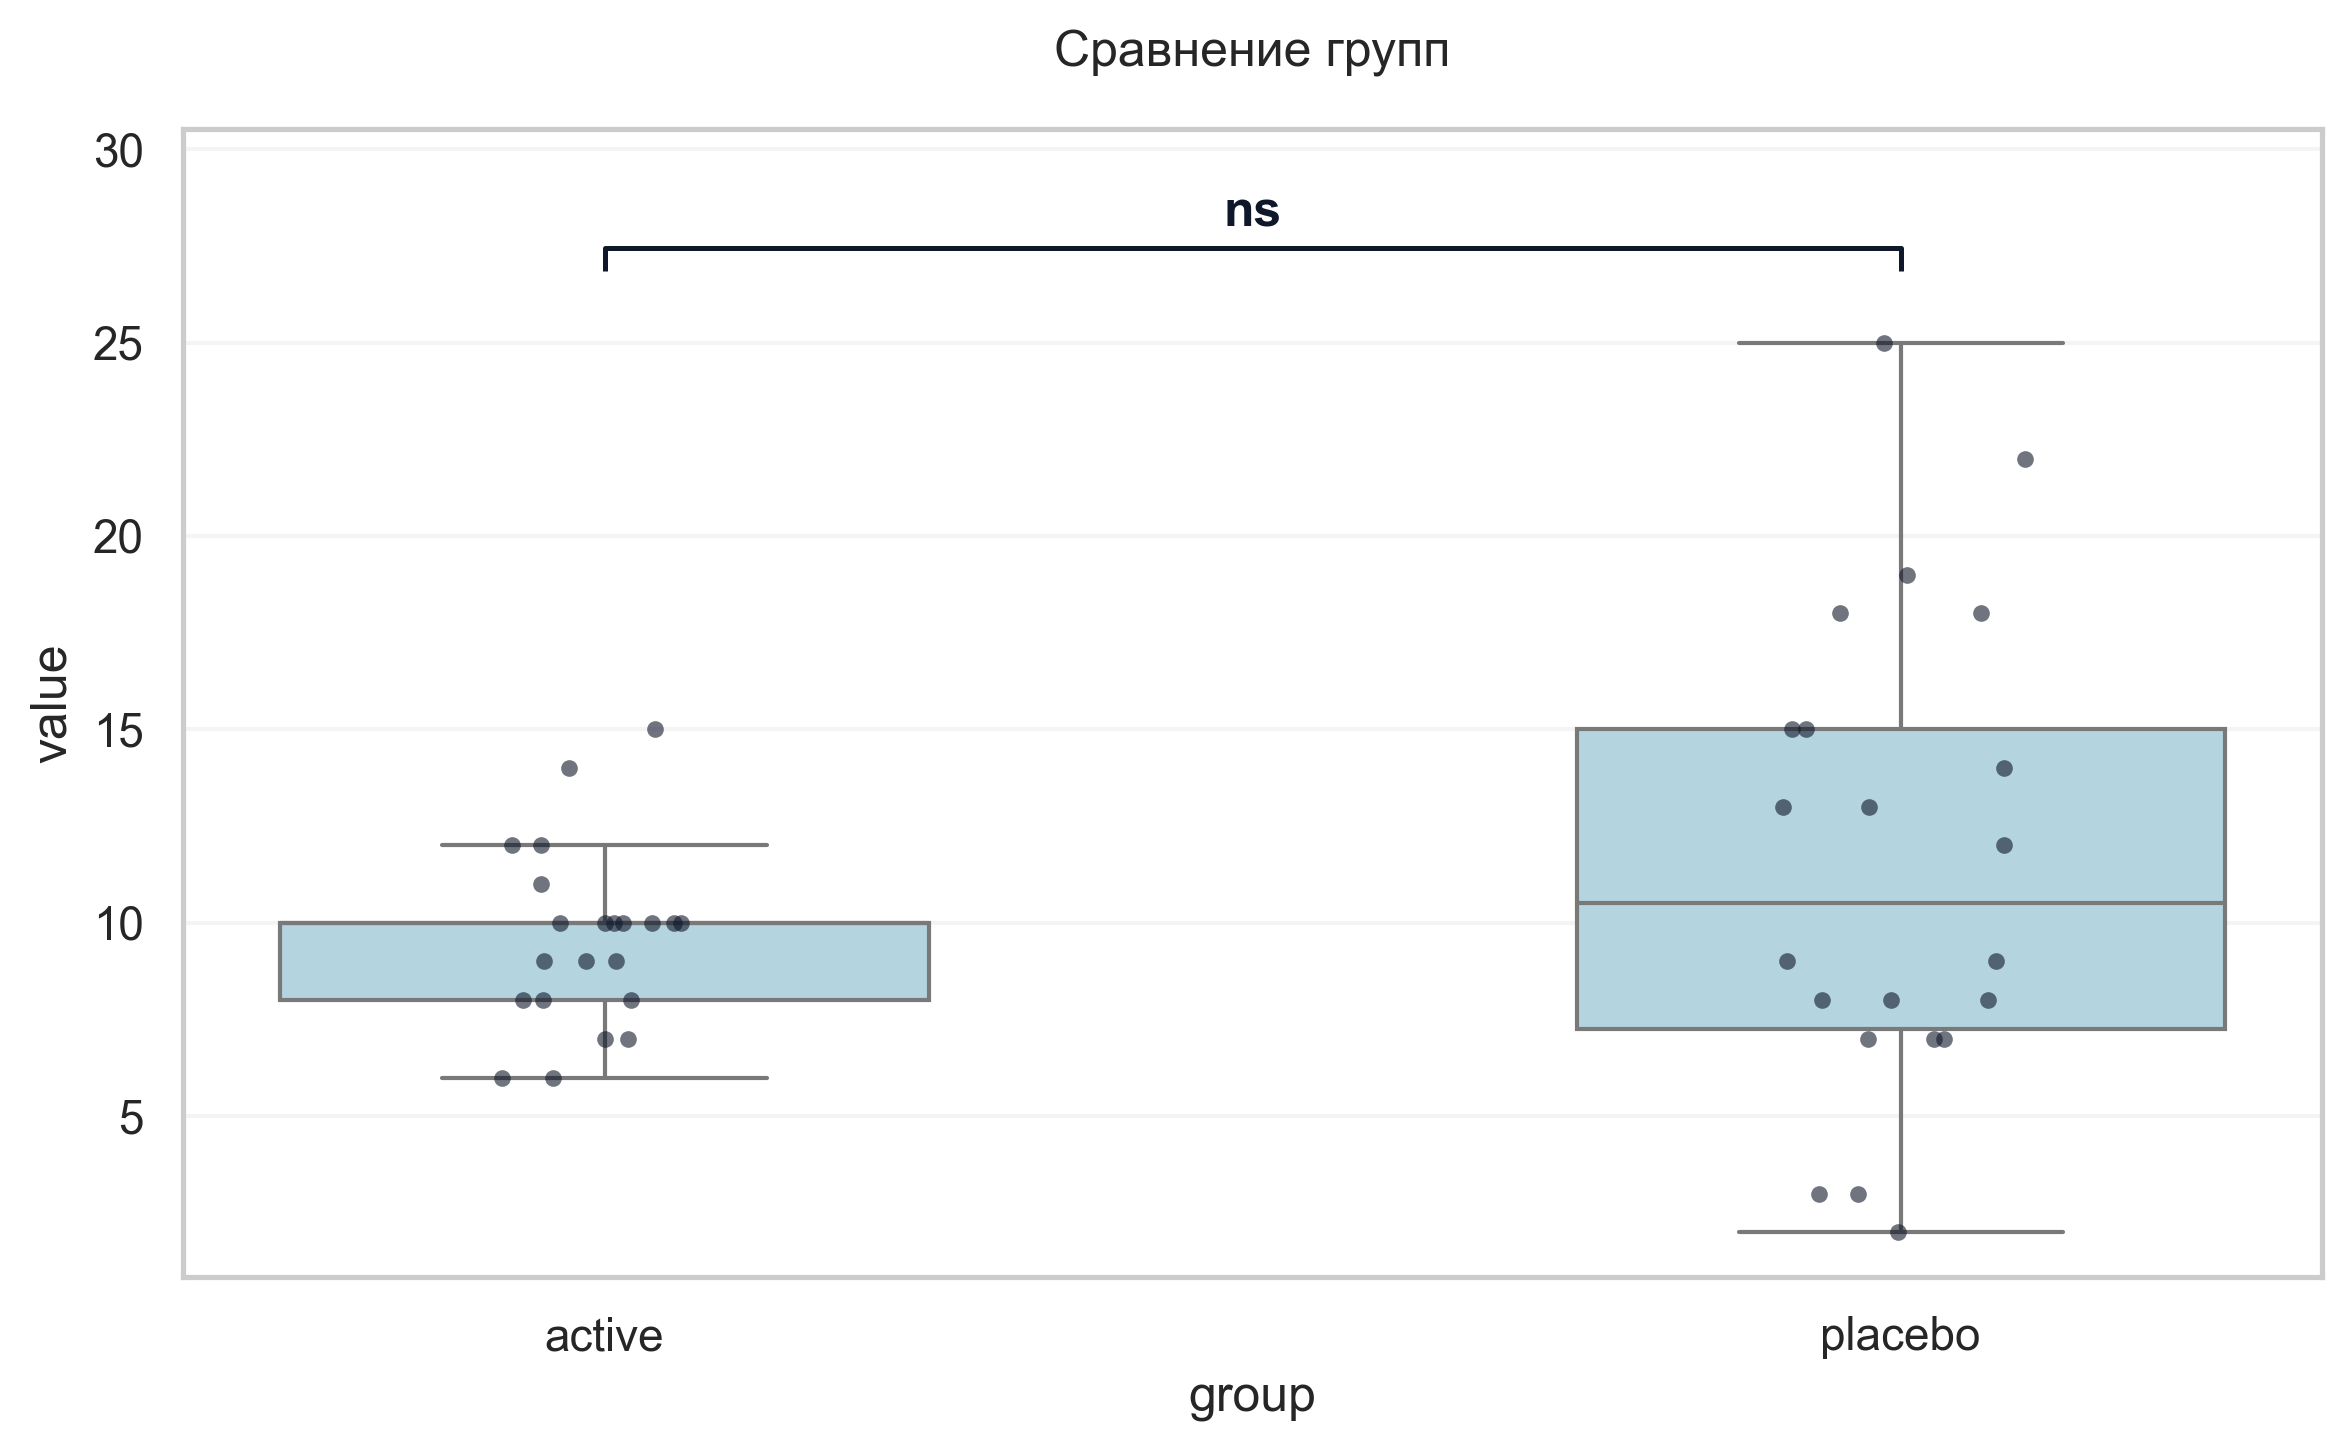 Сравнение групп
30
ns
25
20
15
10
5
value
active
placebo
group